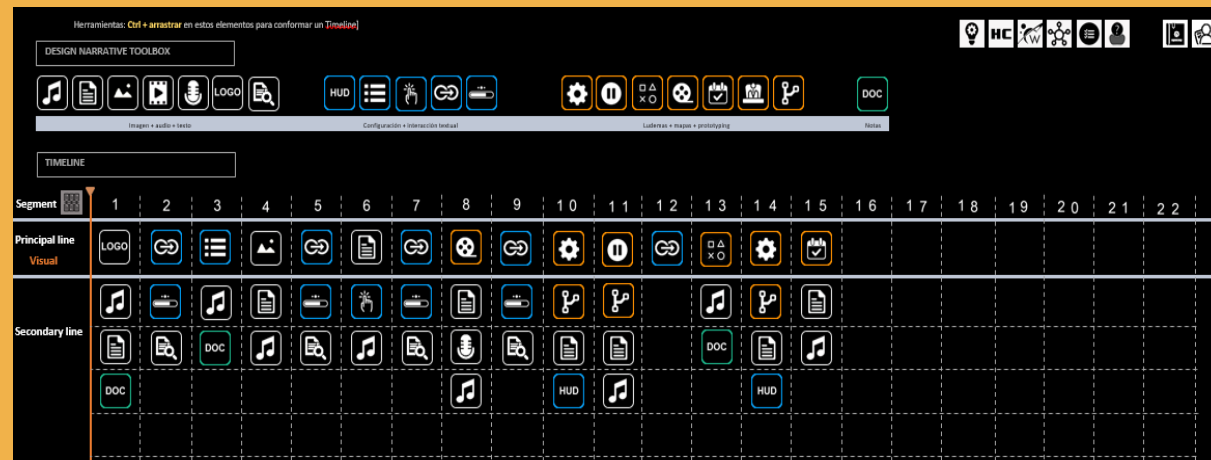 Herramientas: Ctrl + arrastrar en estos elementos para conformar un Timeline]
HC W
DESIGN NARRATIVE TOOLBOX
LOGO HUD DOC
Imagen + audio + texto Configuración + Interacción textual Ludemas + mapas + prototyping Notas
TIMELINE
Segment 1 2 3 4 5 6 7 8 9 10 11 12 13 14 15 16 17 18 19 20 21 22
Principal line
Visual
LOGO
Secondary line
DOC DOC
DOC HUD HUD